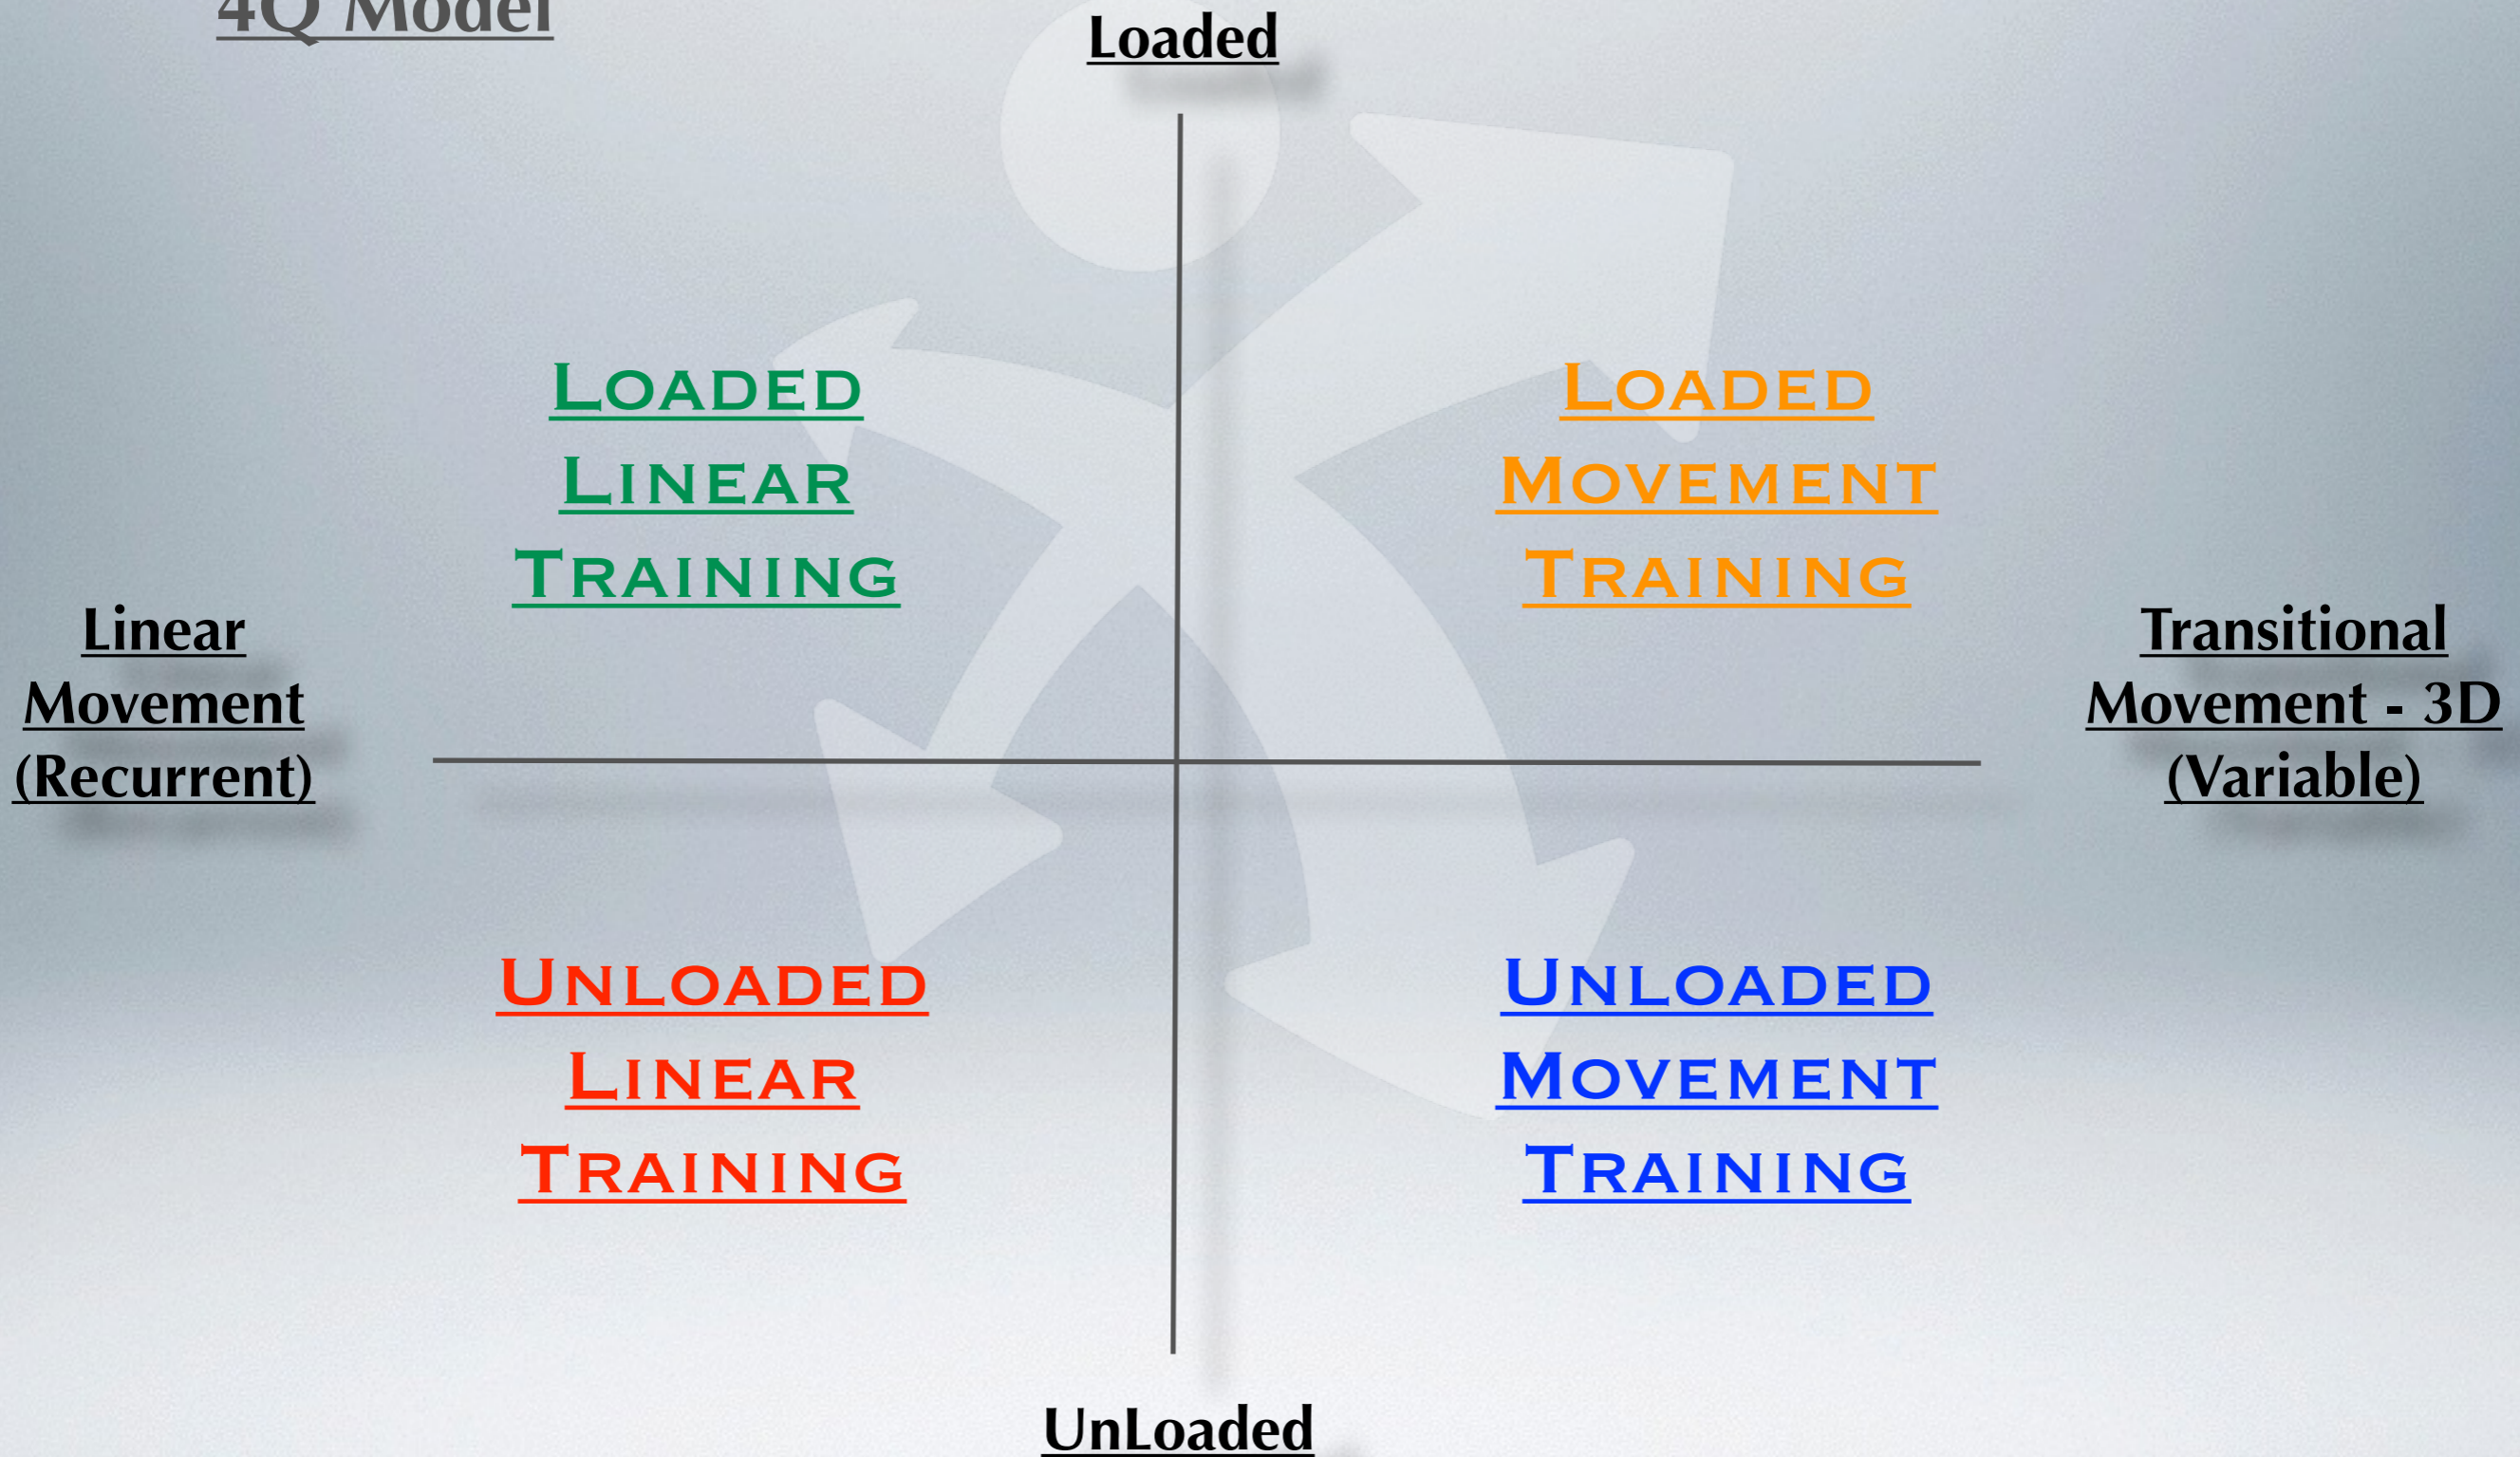 4Q Model
Loaded
Loaded
Linear
Training
Loaded
Movement
Training
Linear
Movement
(Recurrent)
Transitional
Movement - 3D
(Variable)
Unloaded
Linear
Training
Unloaded
Movement
Training
UnLoaded